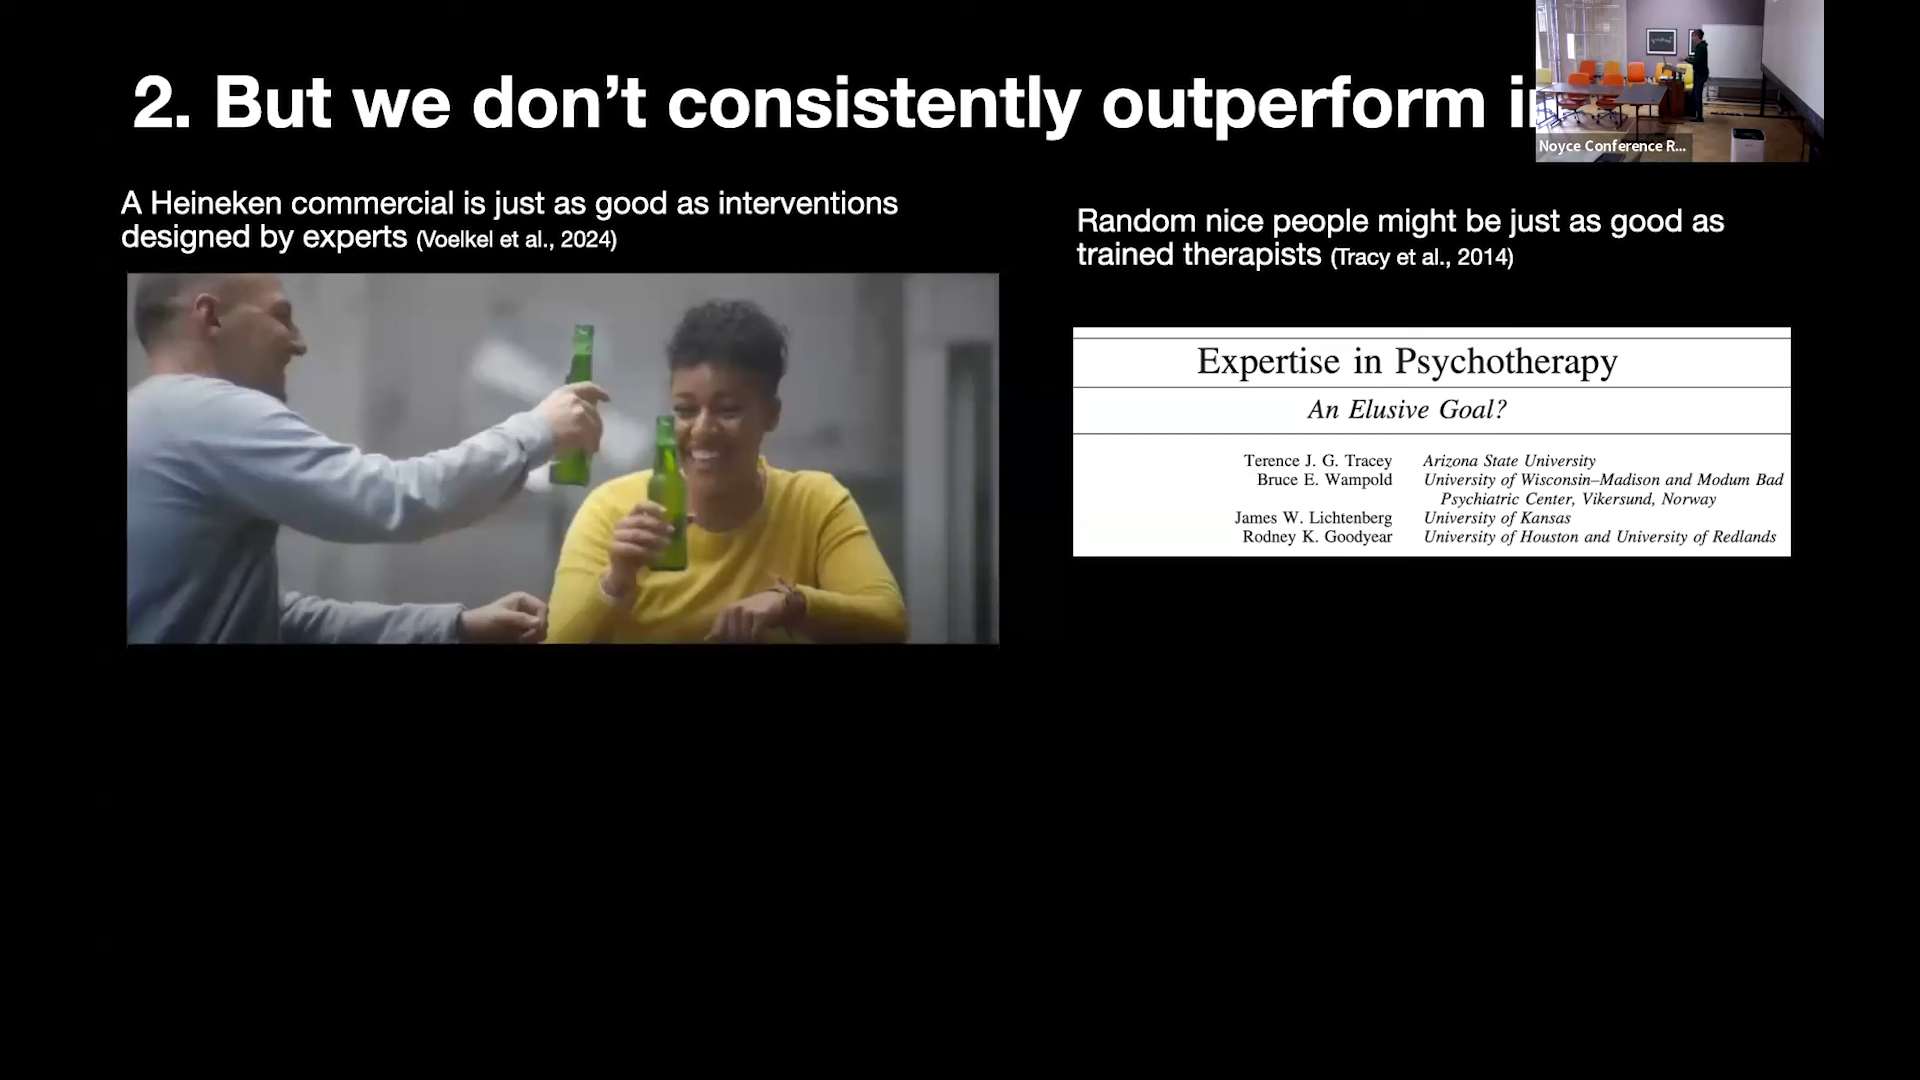 2. But we don’t consistently outperform
Noyce Conference R...
A Heineken commercial is just as good as interventions
designed by experts (Voelkel et al., 2024)
Random nice people might be just as good as
trained therapists (Tracy et al., 2014)
Expertise in Psychotherapy
An Elusive Goal?
Terence J. G. Tracey Arizona State University
Bruce E. Wampold University of Wisconsin–Madison and Modum Bad
Psychiatric Center, Vikersund, Norway
James W. Lichtenberg University of Kansas
Rodney K. Goodyear University of Houston and University of Redlands